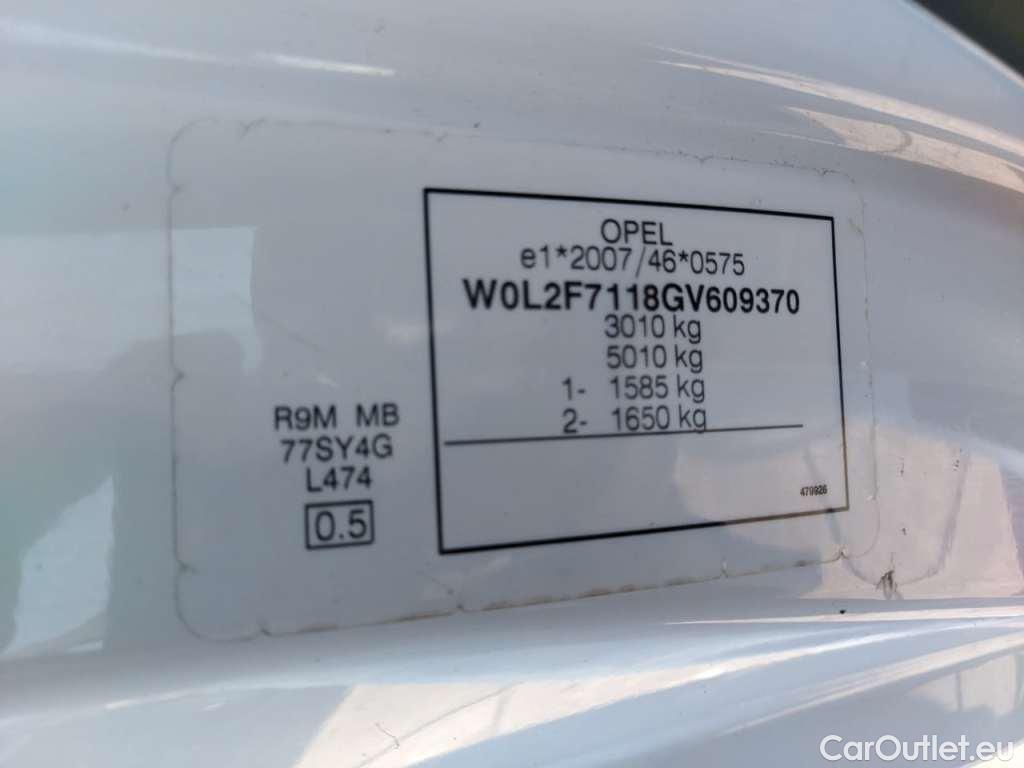 OPEL
e1*2007/46*0575
W0L2F7118GV609370
3010 kg
5010 kg
1- 1585 kg
2- 1650 kg
479926
R9M MB
77SY4G
L474
0.5
CarOutlet.eu